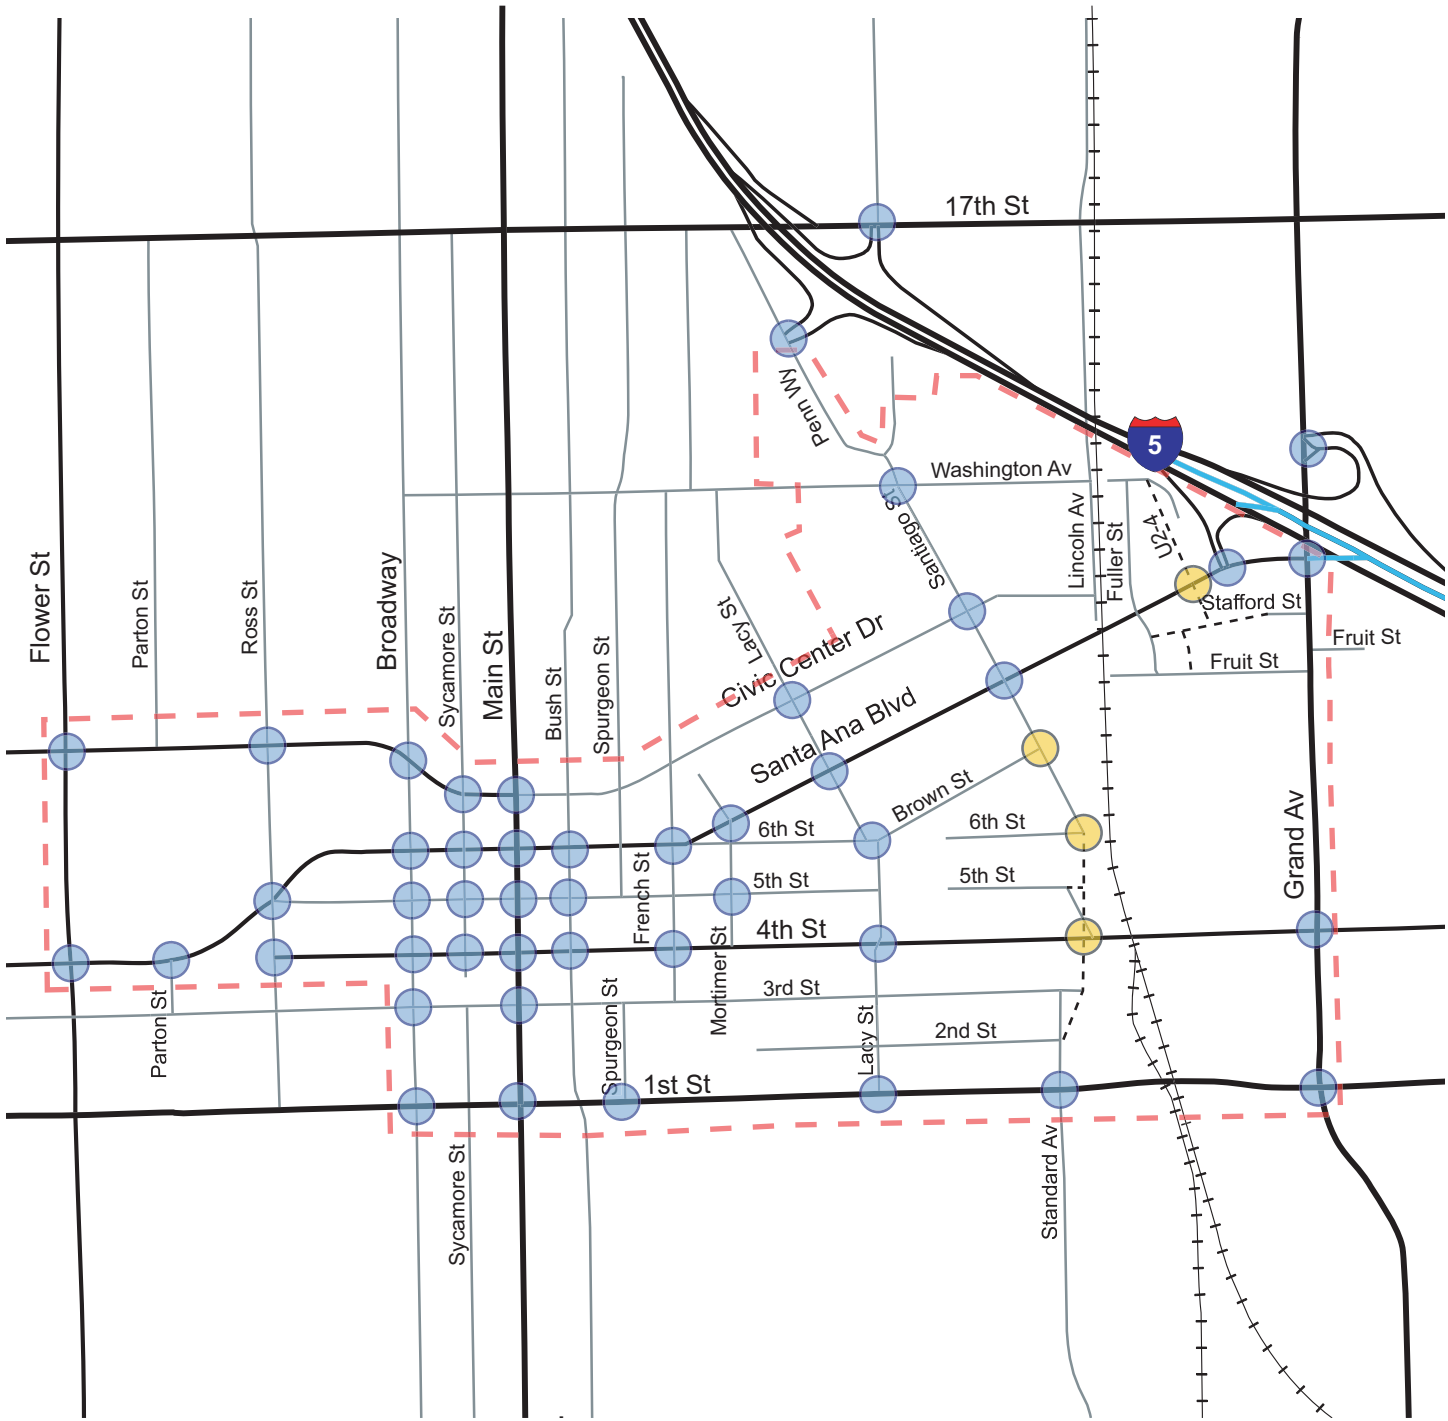 17th St
5
Penn Wy
Washington Av
Santiago St
Lincoln Av
Fuller St
U2-4
Flower St
Parton St
Ross St
Broadway
Sycamore St
Main St
Bush St
Spurgeon St
Lacy St
Civic Center Dr
Stafford St
Fruit St
Fruit St
Santa Ana Blvd
Brown St
6th St
6th St
5th St
5th St
French St
Grand Av
4th St
Mortimer St
3rd St
Parton St
Spurgeon St
Lacy St
2nd St
1st St
Sycamore St
Standard Av